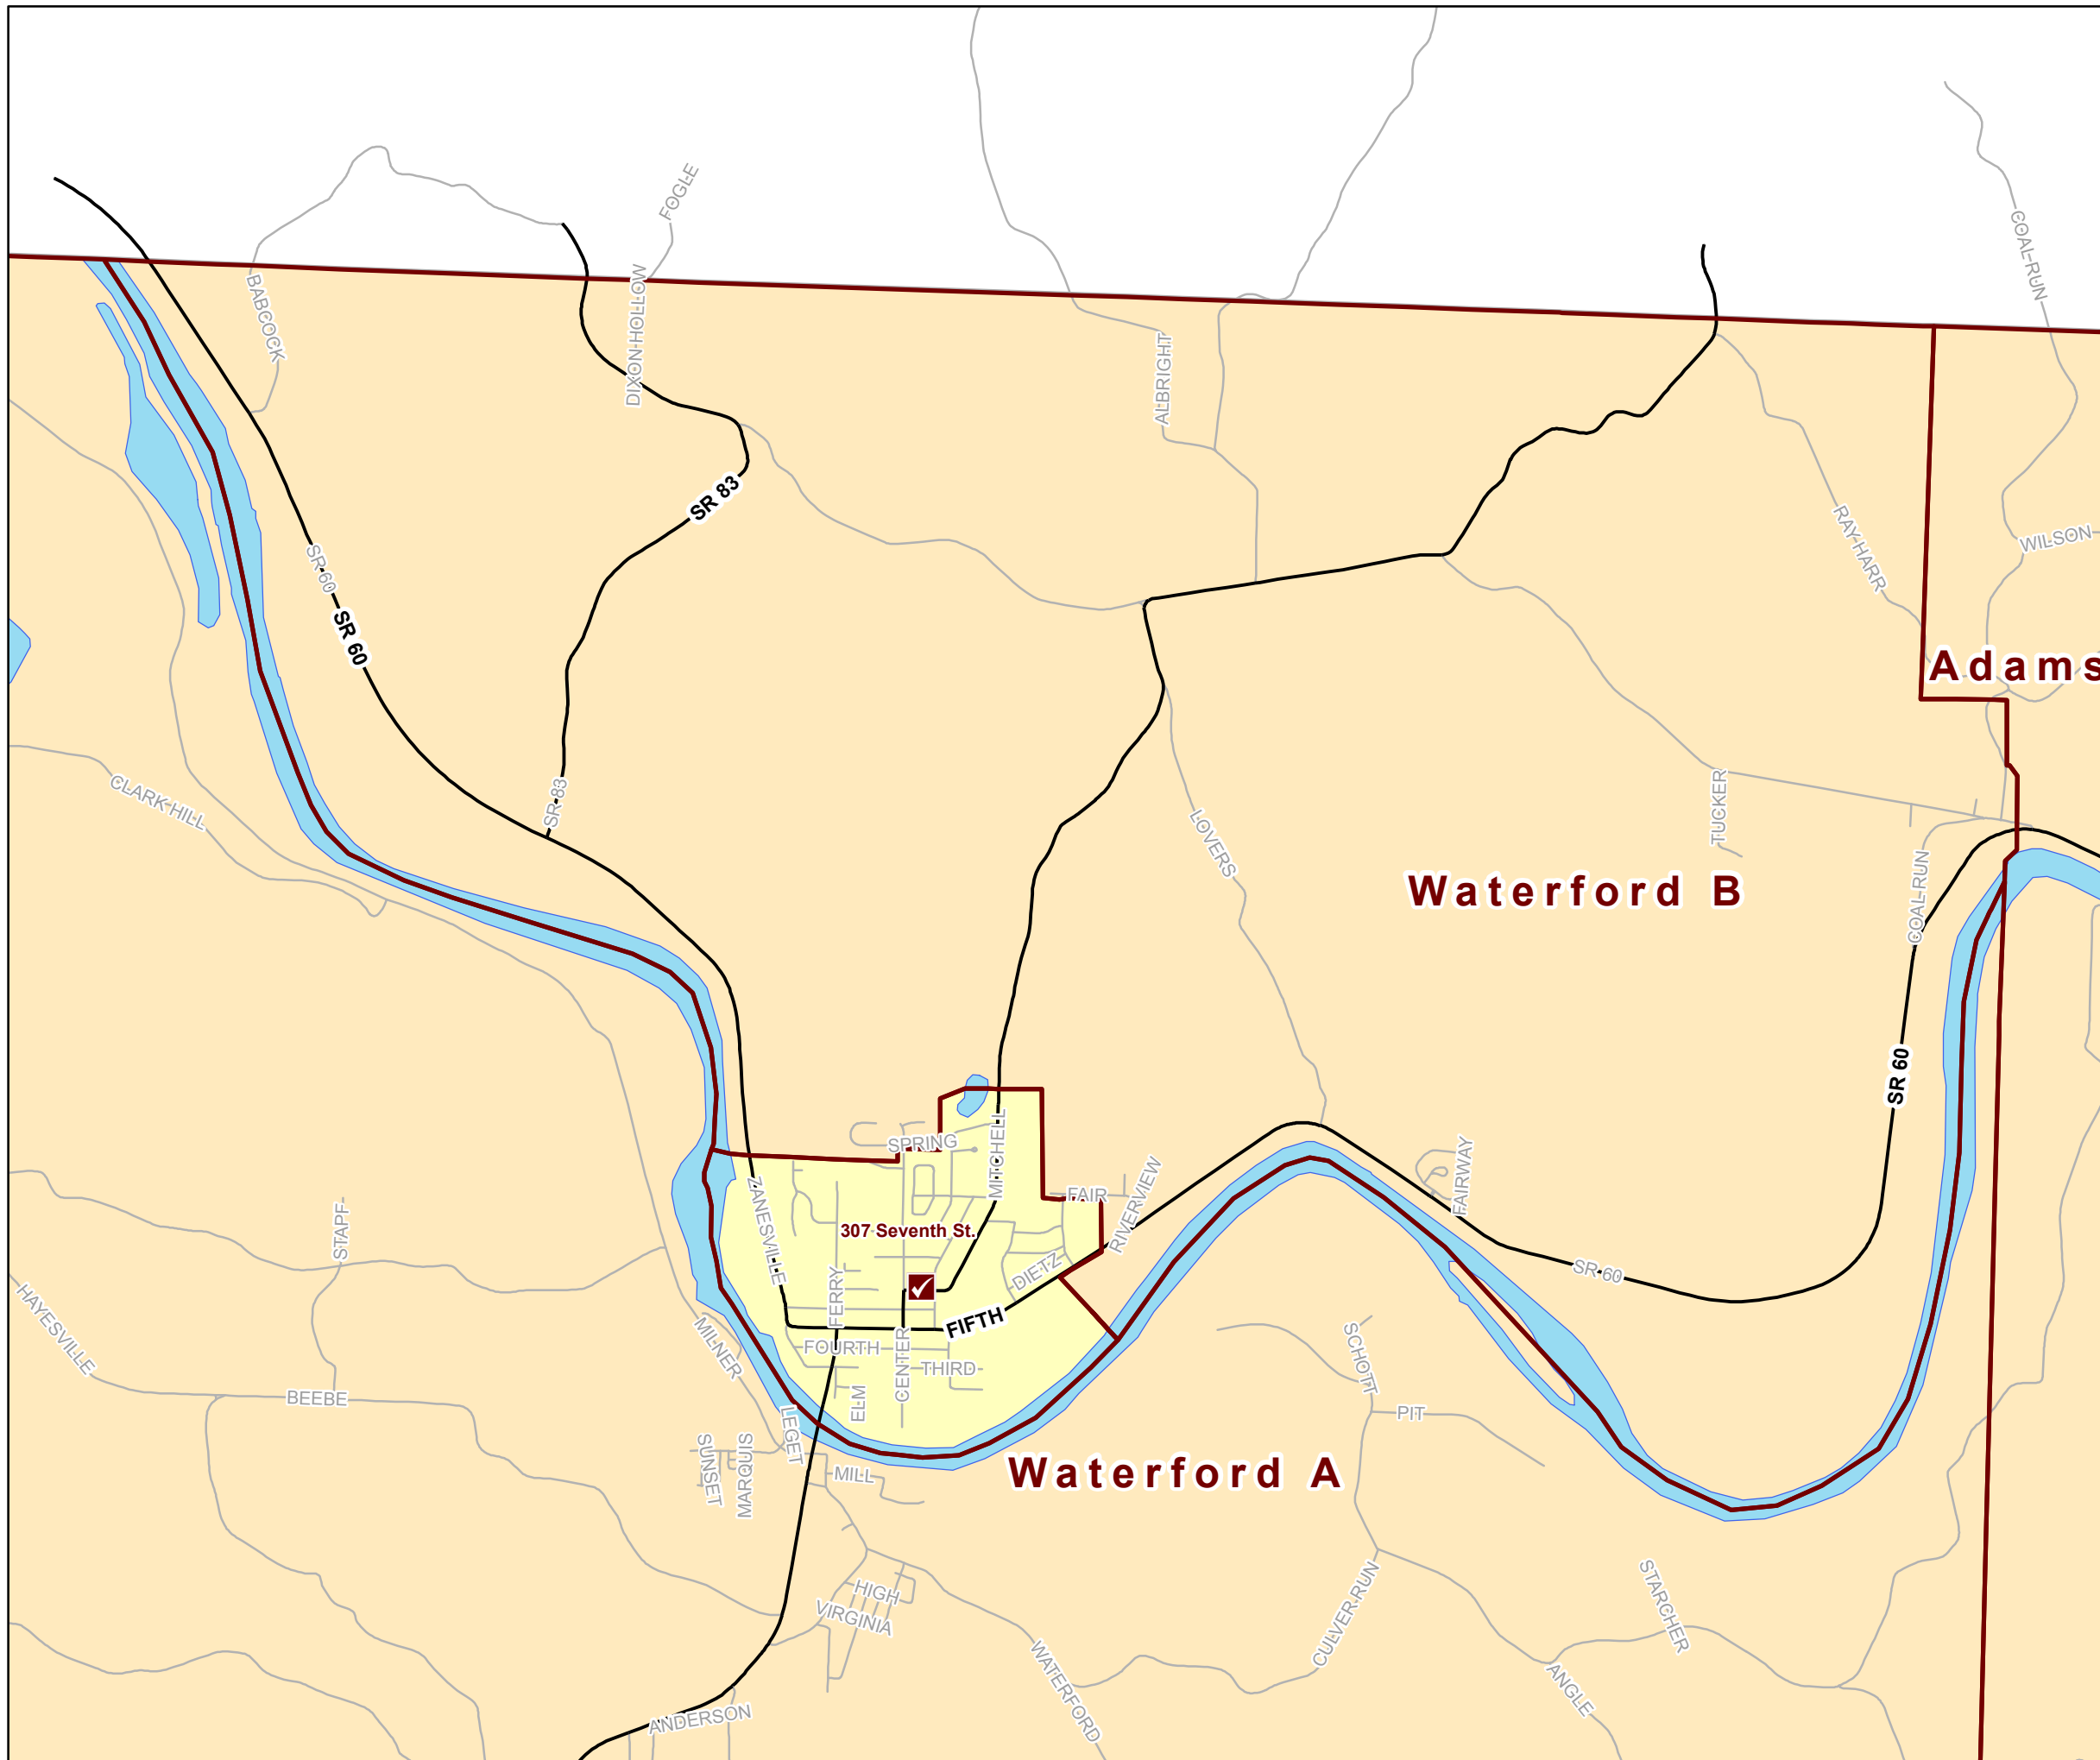 FOGLE
COAL-RUN
BABCOCK
DIXON-HOLLOW
ALBRIGHT
SR 83
RAY-HARR
WILSON
SR-60
SR 60
Adams
SR-83
CLARK-HILL
LOVERS
TUCKER
COAL-RUN
Waterford B
SR 60
SPRING
MITCHELL
FAIR
RIVERVIEW
FAIRWAY
ZANESVILLE
307 Seventh St.
STAPF
DIETZ
SR-60
FERRY
HAYESVILLE
MILNER
FIFTH
FOURTH
CENTER
THIRD
SCHOTT
BEEBE
ELM
PIT
LEGET
SUNSET
MARQUIS
MILL
Waterford A
HIGH
VIRGINIA
CULVER-RUN
STARCHER
WATERFORD
ANGLE
ANDERSON